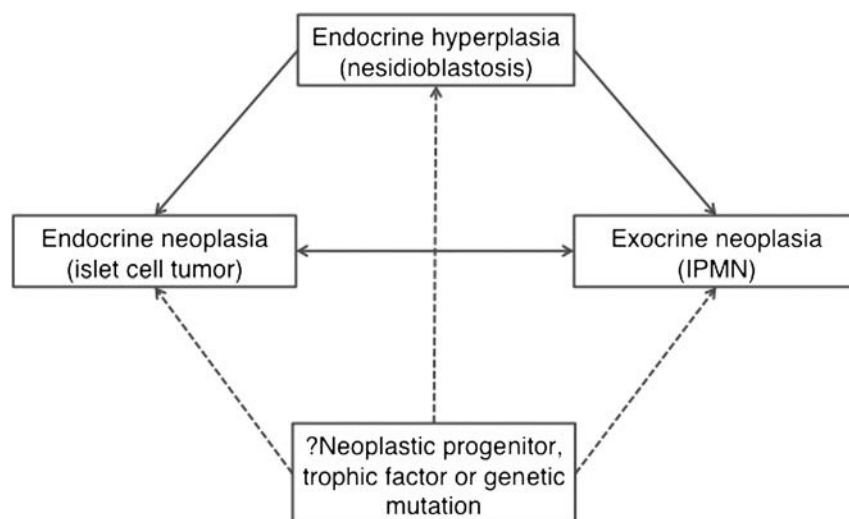 Endocrine hyperplasia
(nesidioblastosis)
Endocrine neoplasia
(islet cell tumor)
Exocrine neoplasia
(IPMN)
?Neoplastic progenitor,
trophic factor or genetic
mutation